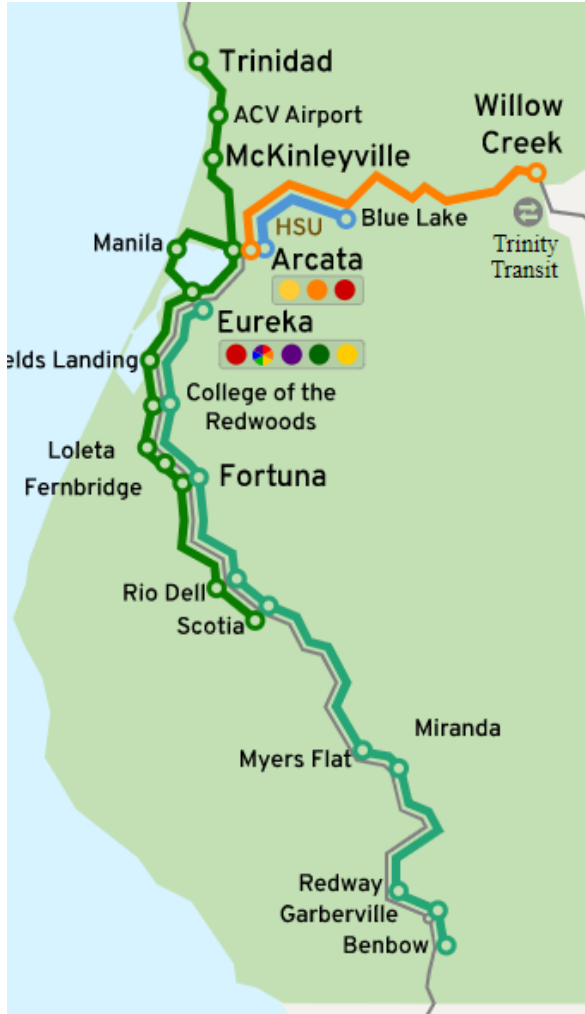 Trinidad
ACV Airport
McKinleyville
Willow
Creek
Blue Lake
HSU
Trinity
Transit
Manila
Arcata
Eureka
elds Landing
College of the
Redwoods
Loleta
Fernbridge
Fortuna
Rio Dell
Scotia
Miranda
Myers Flat
Redway
Garberville
Benbow